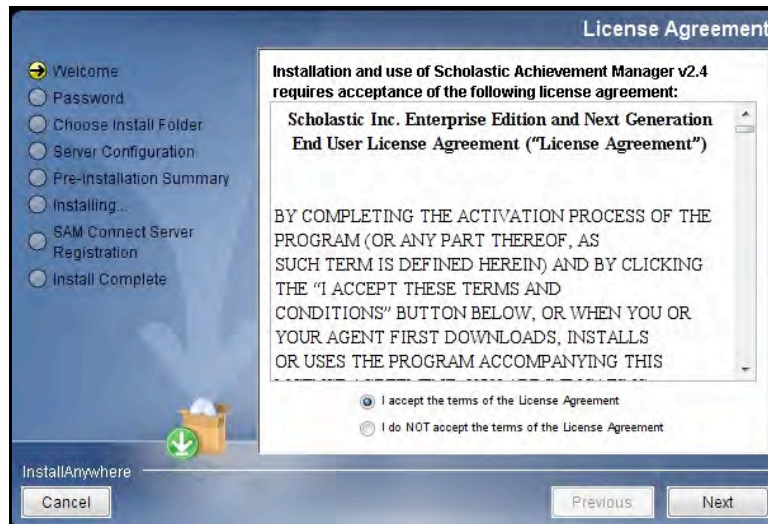 License Agreement
Welcome
Password
Choose Install Folder
Server Configuration
Pre-Installation Summary
Installing...
SAM Connect Server
Registration
Install Complete
Installation and use of Scholastic Achievement Manager v2.4
requires acceptance of the following license agreement:
Scholastic Inc. Enterprise Edition and Next Generation
End User License Agreement ("License Agreement")
BY COMPLETING THE ACTIVATION PROCESS OF THE
PROGRAM (OR ANY PART THEREOF, AS
SUCH TERM IS DEFINED HEREIN) AND BY CLICKING
THE "I ACCEPT THESE TERMS AND
CONDITIONS" BUTTON BELOW, OR WHEN YOU OR
YOUR AGENT FIRST DOWNLOADS, INSTALLS
OR USES THE PROGRAM ACCOMPANYING THIS
I accept the terms of the License Agreement
I do NOT accept the terms of the License Agreement
InstallAnywhere
Cancel
Previous
Next